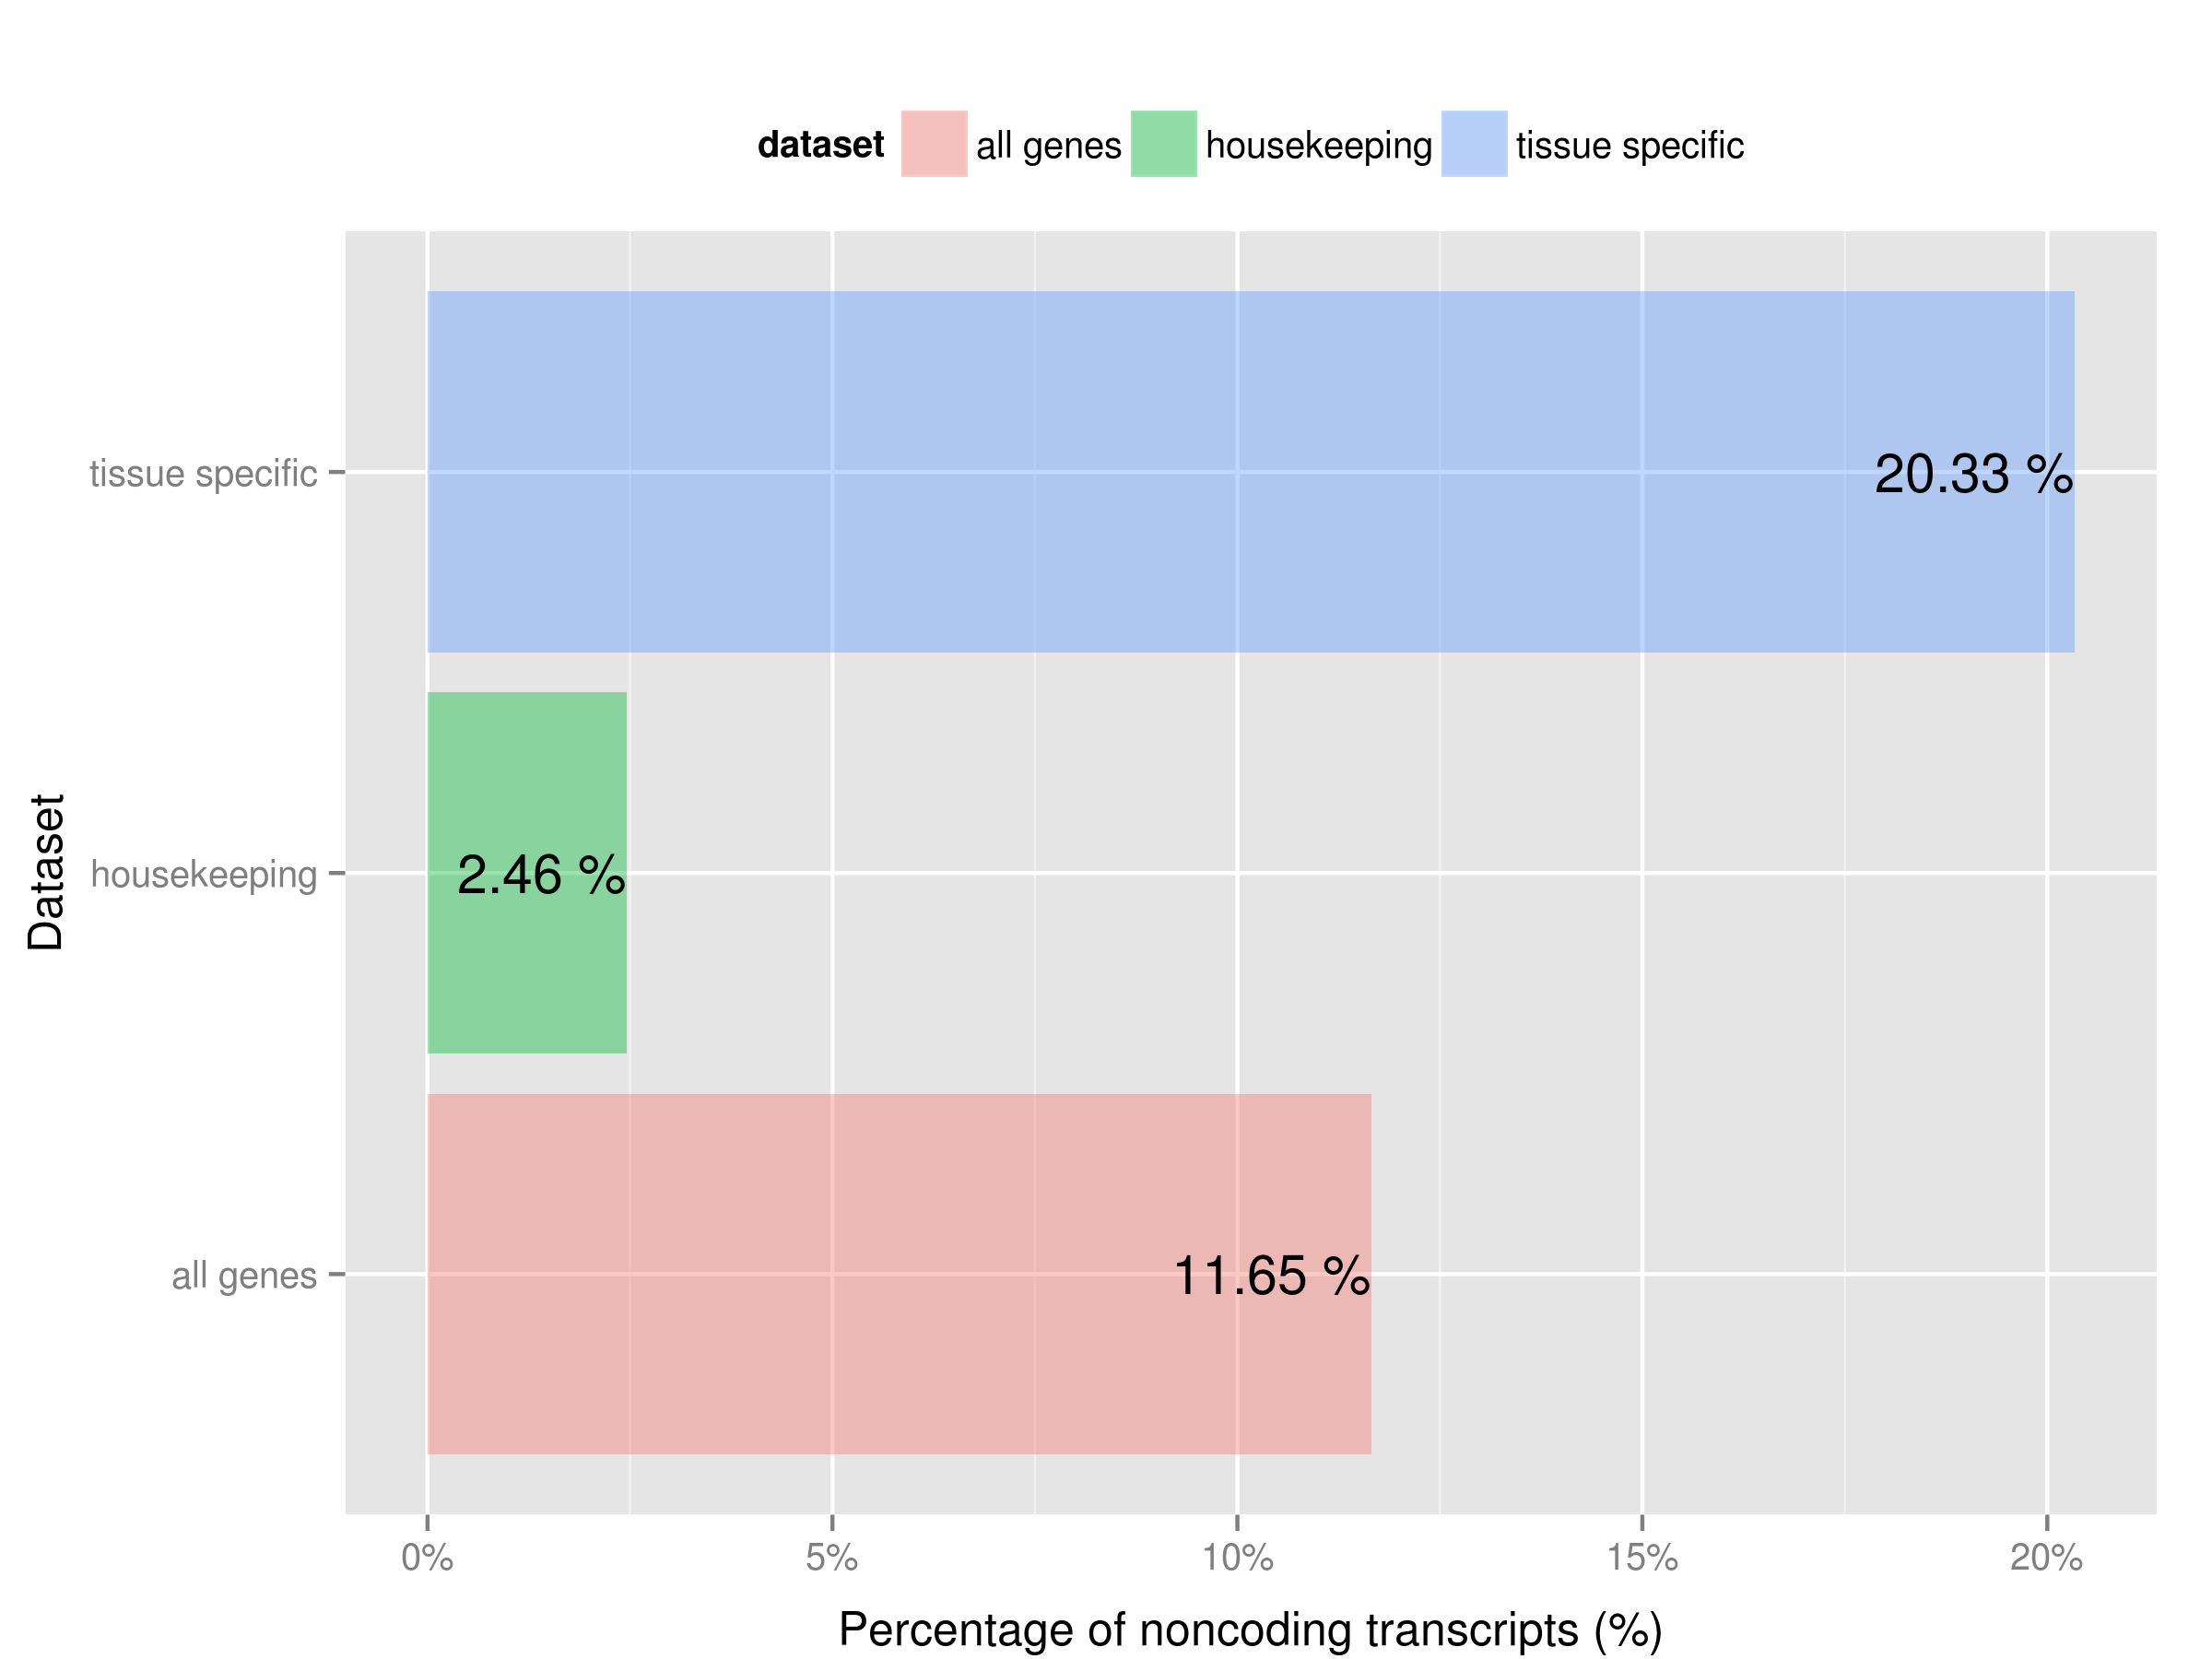 dataset all genes housekeeping tissue specific
tissue specific
20.33 %
housekeeping
2.46 %
all genes
11.65 %
Dataset
0% 5% 10% 15% 20%
Percentage of noncoding transcripts (%)